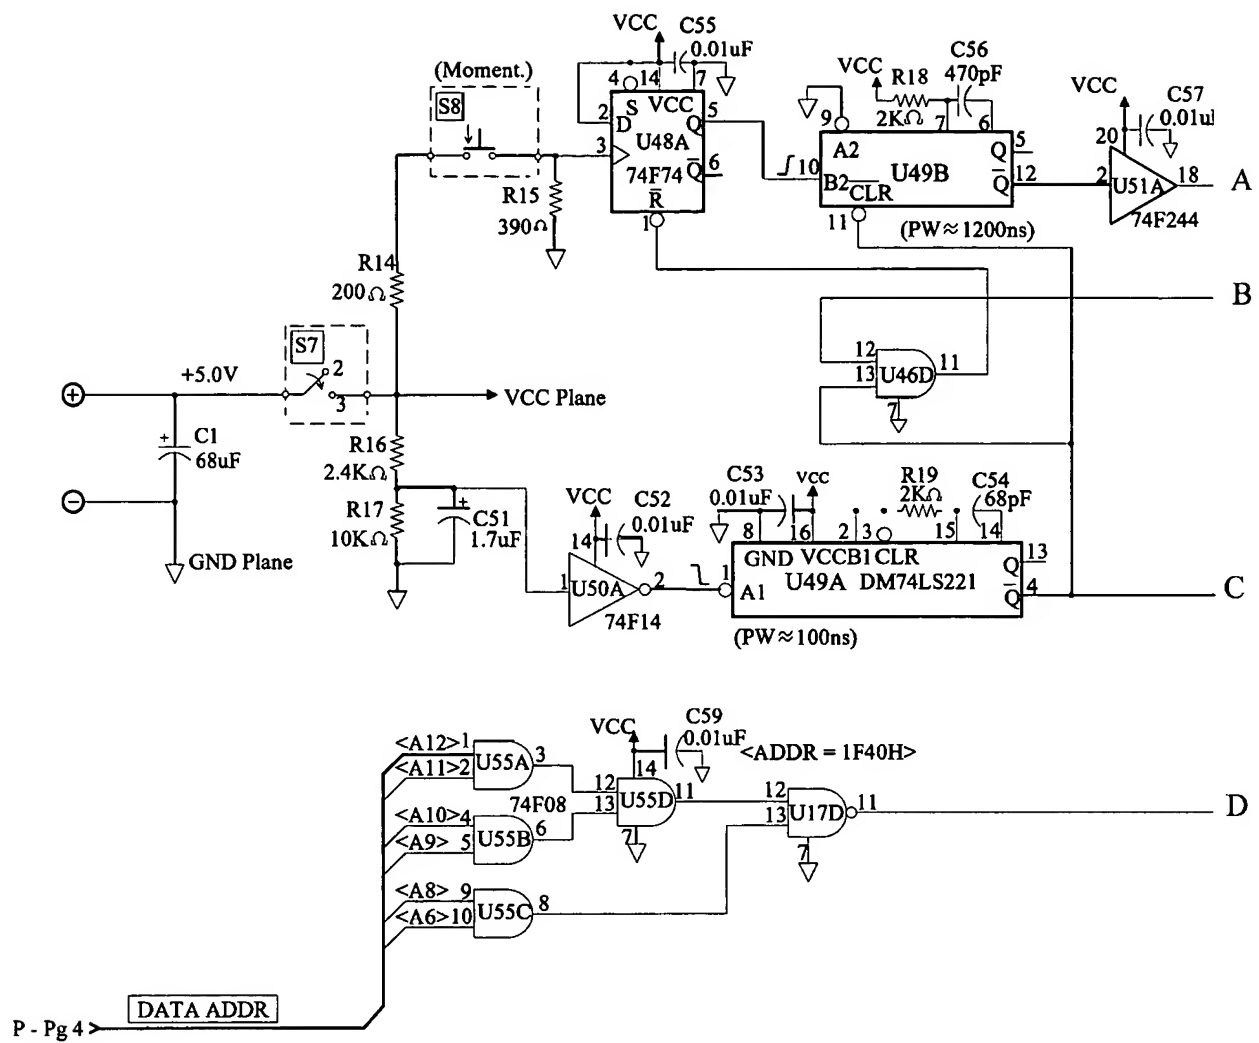 VCC
C55
0.01uF
(Moment.)
S8
4
14
7
S VCC
2
D
Q
5
U48A
3
74F74
Q
6
R
1
R15
390Ω
VCC
R18
2KΩ
C56
470pF
9
7
6
A2
Q
5
10
B2
U49B
Q
12
CLR
11
(PW≈1200ns)
VCC
C57
0.01u
20
2
U51A
18
74F244
A
R14
200Ω
B
S7
+5.0V
2
3
12
13
U46D
11
7
+
VCC Plane
+
C1
68uF
-
GND Plane
R16
2.4KΩ
R17
10KΩ
+
C51
1.7uF
VCC
C52
0.01uF
14
1
U50A
2
74F14
C53
0.01uF
VCC
R19
2KΩ
C54
68pF
8
16
2
3
15
14
GND VCCB1 CLR
Q
13
1
A1
U49A DM74LS221
Q
4
(PW≈100ns)
C
<A12>1
<A11>2
U55A
3
74F08
<A10>4
<A9> 5
U55B
6
<A8> 9
<A6>10
U55C
8
VCC
C59
0.01uF
14
12
13
U55D
11
7
<ADDR = 1F40H>
12
13
U17D
11
7
D
DATA ADDR
P - Pg 4 >